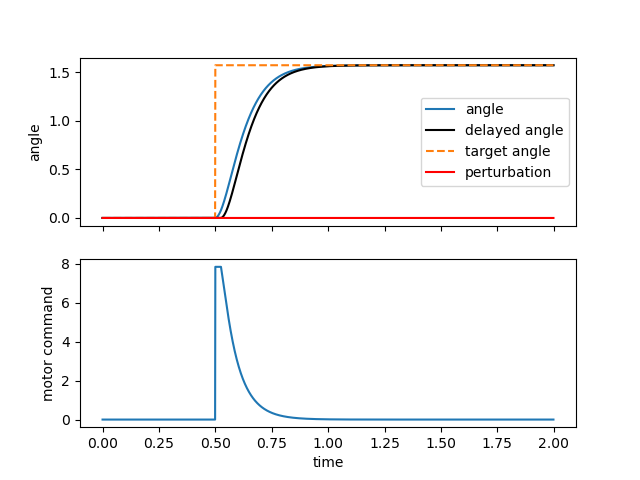 1.5
1.0
0.5
0.0
angle
angle
delayed angle
target angle
perturbation
8
6
4
2
0
motor command
0.00 0.25 0.50 0.75 1.00 1.25 1.50 1.75 2.00
time